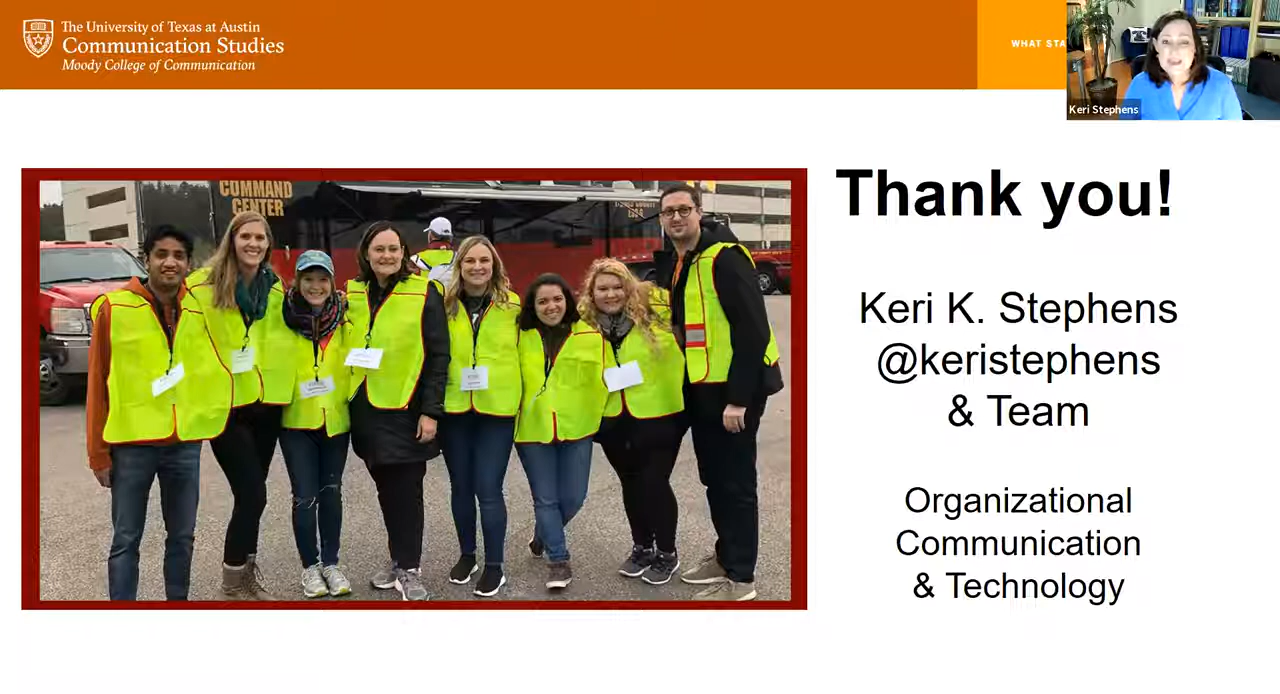 The University of Texas at Austin
Communication Studies
Moody College of Communication
WHAT STA
Keri Stephens
COMMAND
CENTER
Thank you!
Keri K. Stephens
@keristephens
& Team
Organizational
Communication
& Technology